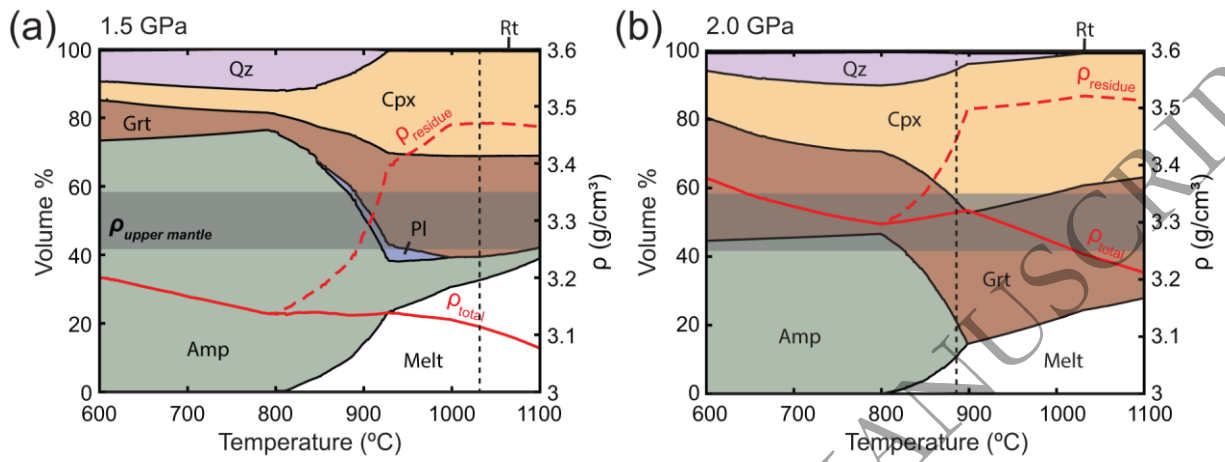 (a) 1.5 GPa
Rt
100
80
60
40
20
0
Volume %
Qz
Cpx
Grt
ρresidue
ρupper mantle
Pl
ρtotal
Amp
Melt
3.6
3.5
3.4
3.3
3.2
3.1
3
ρ (g/cm³)
600 700 800 900 1000 1100
Temperature (ºC)
(b) 2.0 GPa
Rt
100
80
60
40
20
0
Volume %
Qz
ρresidue
Cpx
ρtotal
Grt
Amp
Melt
3.6
3.5
3.4
3.3
3.2
3.1
3
ρ (g/cm³)
600 700 800 900 1000 1100
Temperature (ºC)
ANUSCRI